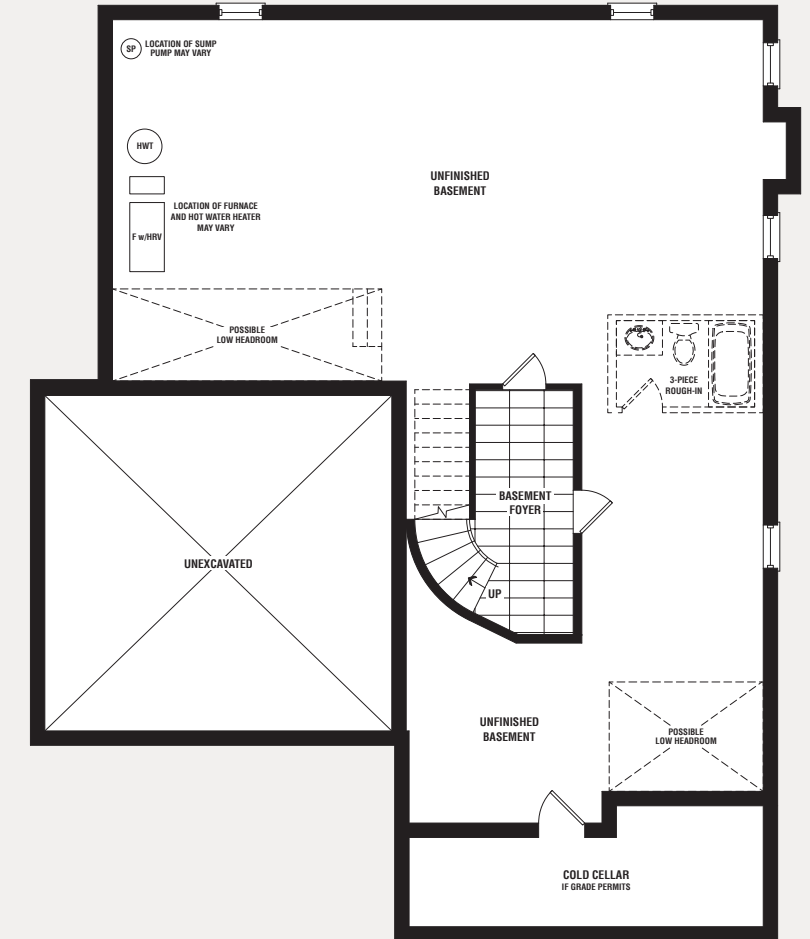 SP
LOCATION OF SUMP
PUMP MAY VARY
HWT
UNFINISHED
BASEMENT
LOCATION OF FURNACE
AND HOT WATER HEATER
MAY VARY
F w/HRV
POSSIBLE
LOW HEADROOM
3-PIECE
ROUGH-IN
BASEMENT
FOYER
UNEXCAVATED
UP
UNFINISHED
BASEMENT
POSSIBLE
LOW HEADROOM
COLD CELLAR
IF GRADE PERMITS